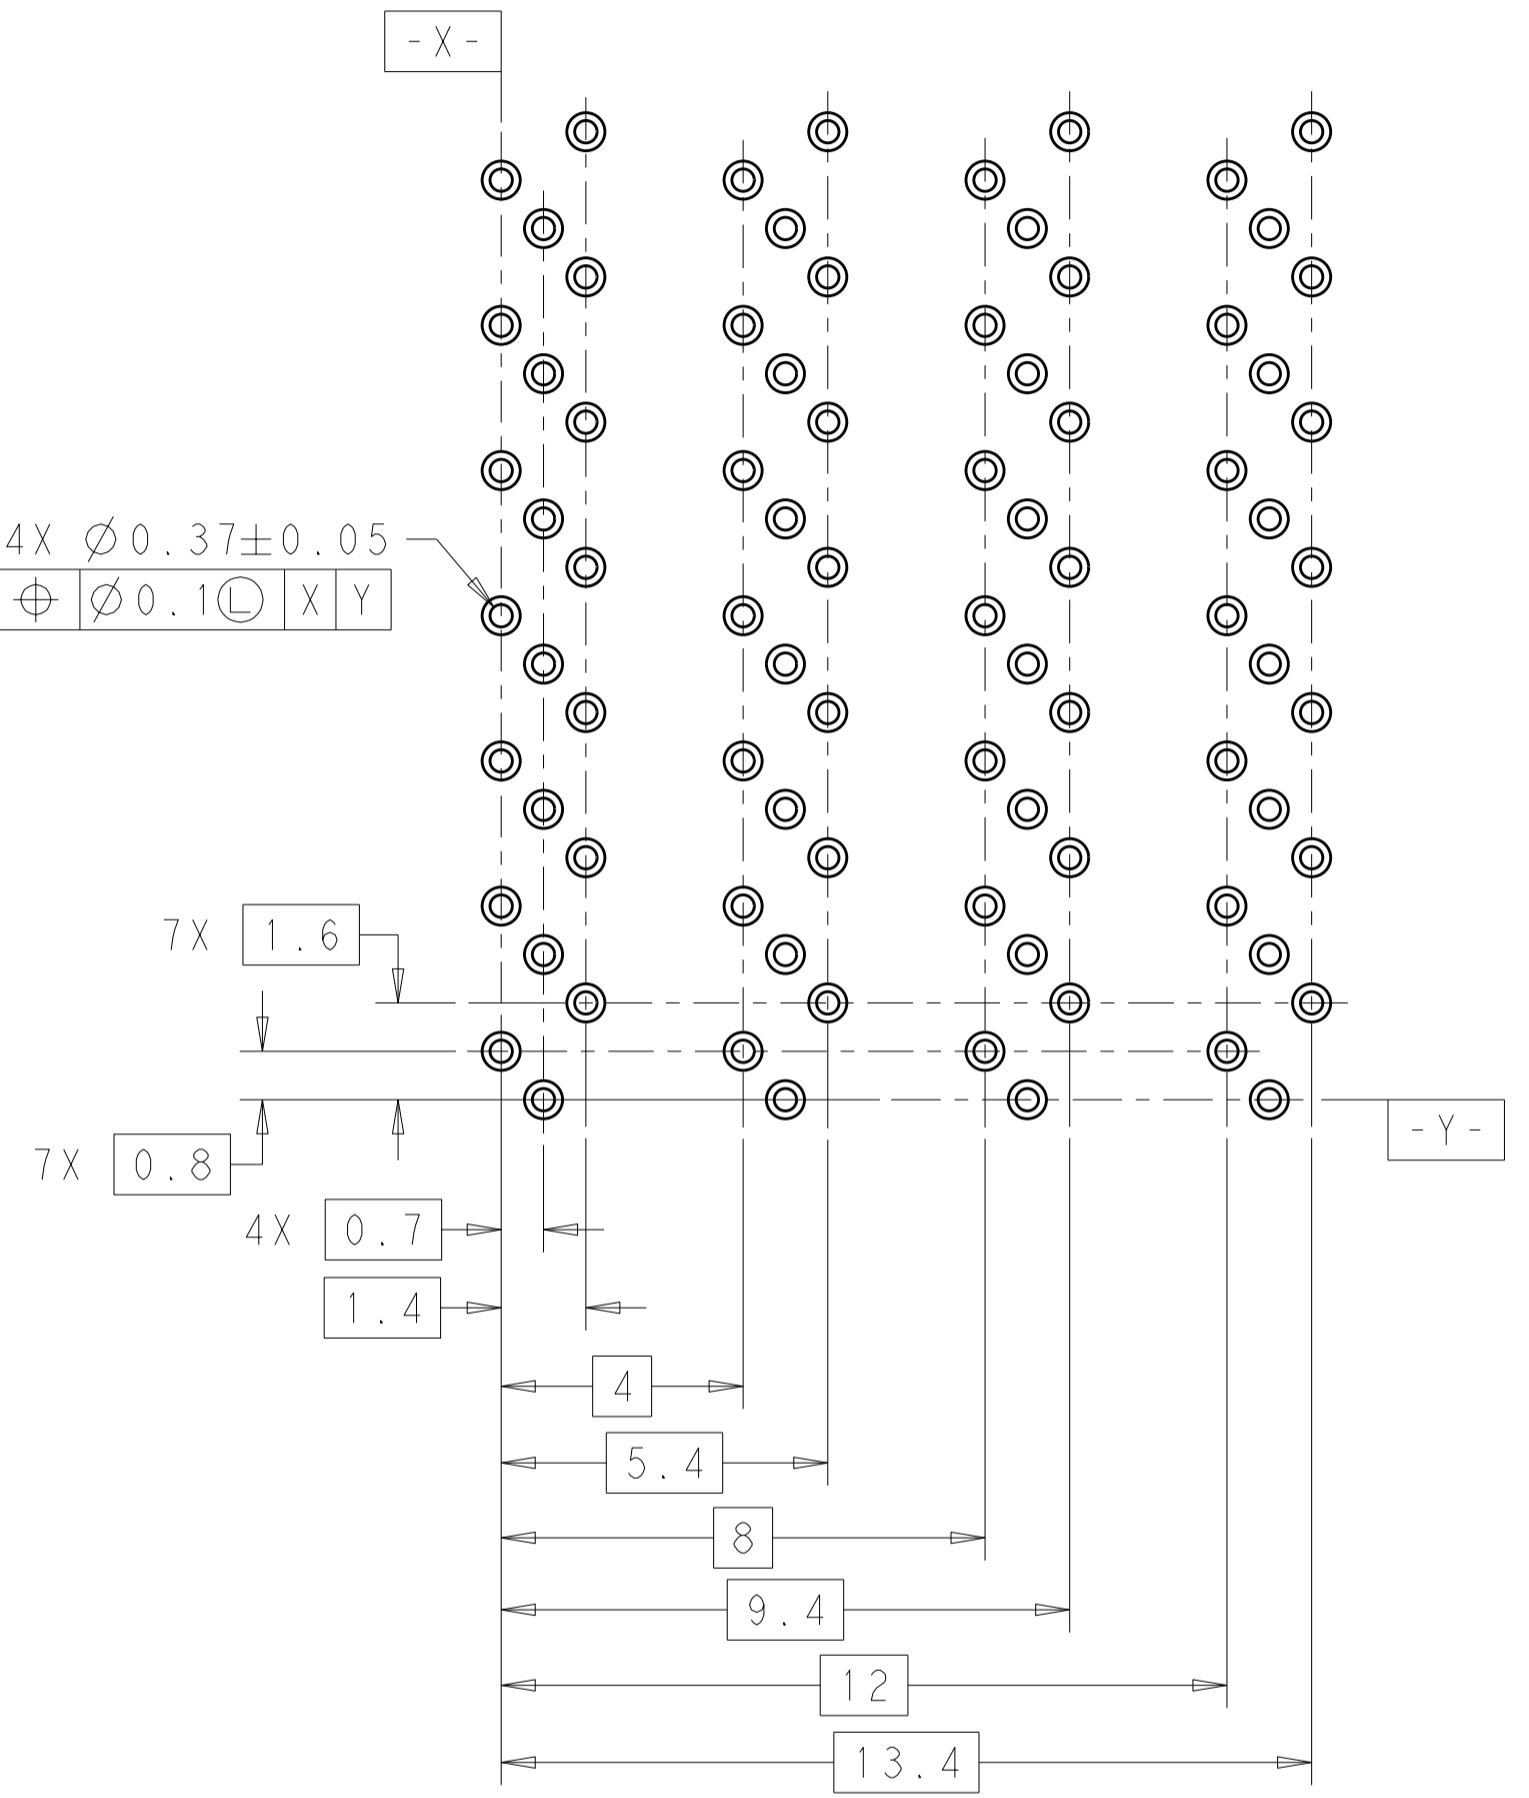 -X-
4X ⌀0.37±0.05
⌖ ⌀0.1Ⓛ X Y
7X 1.6
7X 0.8
-Y-
4X 0.7
1.4
4
5.4
8
9.4
12
13.4